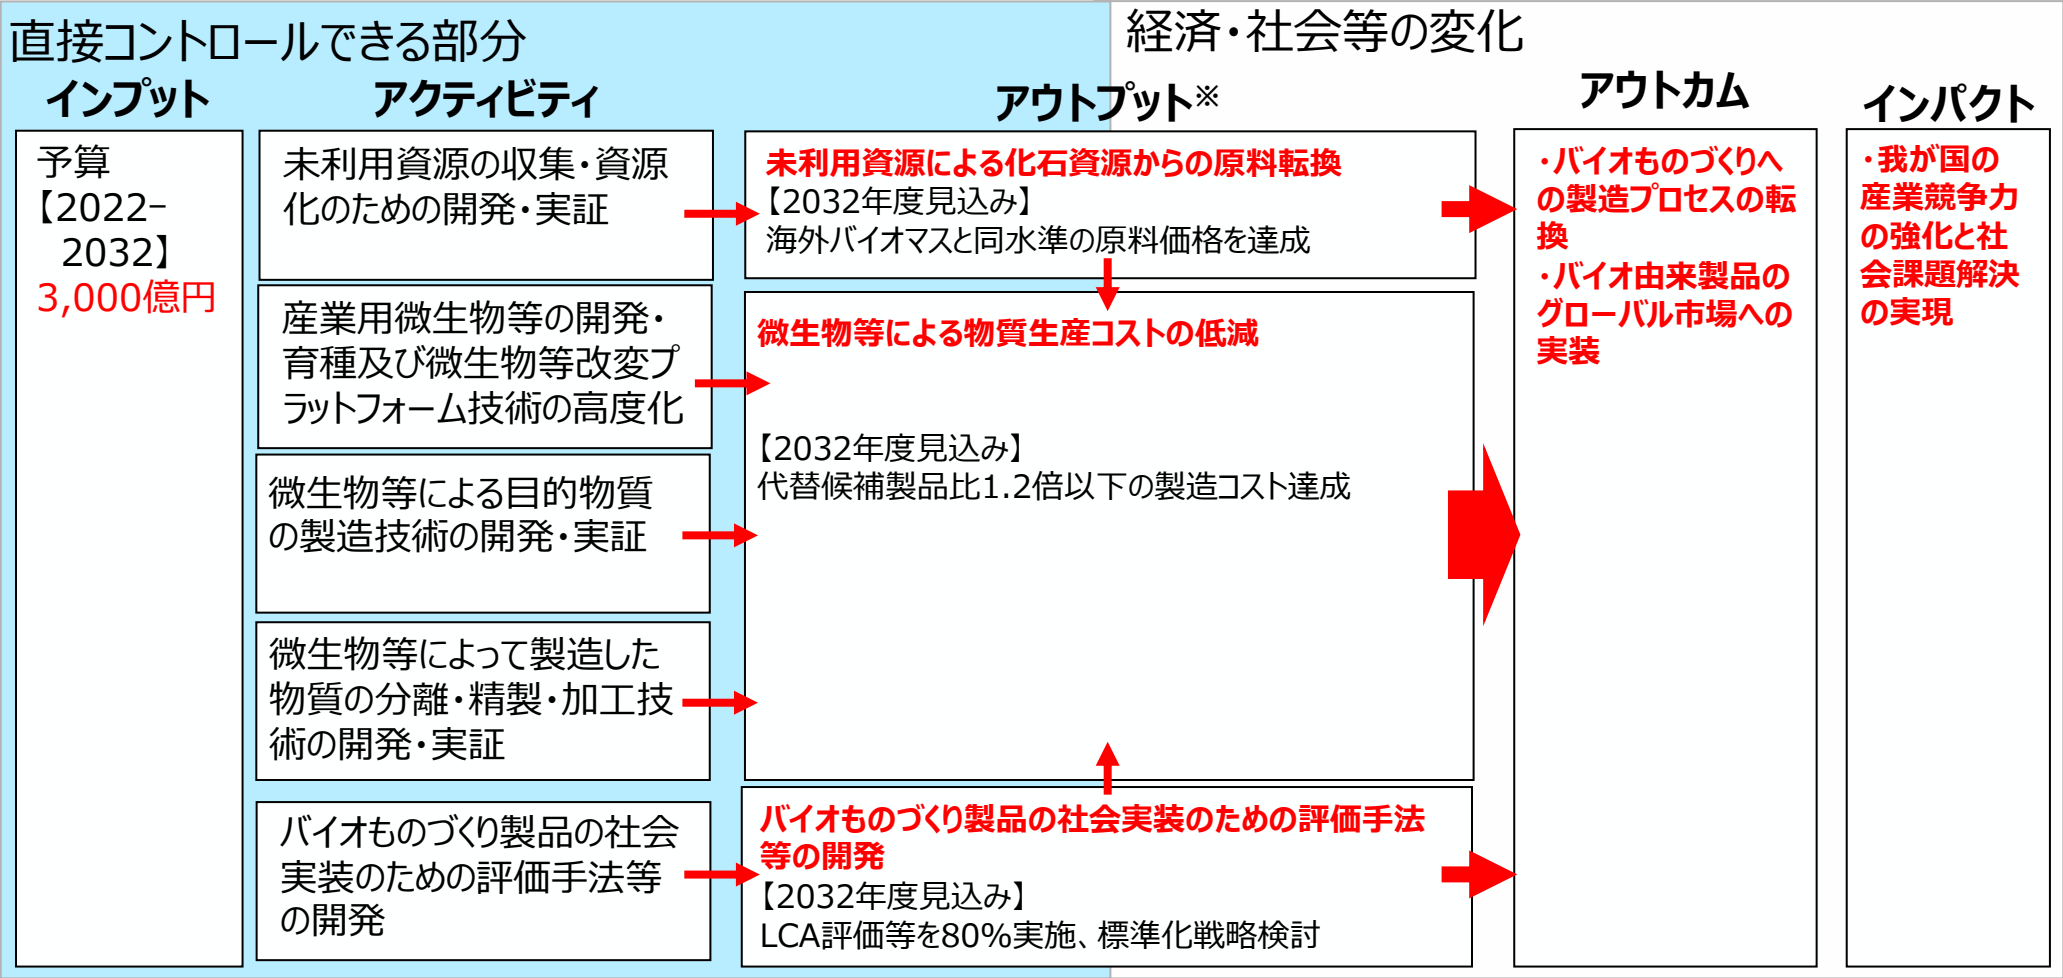 直接コントロールできる部分
経済・社会等の変化
インプット
アクティビティ
アウトプット※
アウトカム
インパクト
予算
【2022–
2032】
3,000億円
未利用資源の収集・資源
化のための開発・実証
産業用微生物等の開発・
育種及び微生物等改変プ
ラットフォーム技術の高度化
微生物等による目的物質
の製造技術の開発・実証
微生物等によって製造した
物質の分離・精製・加工技
術の開発・実証
バイオものづくり製品の社会
実装のための評価手法等
の開発
未利用資源による化石資源からの原料転換
【2032年度見込み】
海外バイオマスと同水準の原料価格を達成
微生物等による物質生産コストの低減
【2032年度見込み】
代替候補製品比1.2倍以下の製造コスト達成
バイオものづくり製品の社会実装のための評価手法
等の開発
【2032年度見込み】
LCA評価等を80%実施、標準化戦略検討
・バイオものづくりへ
の製造プロセスの転
換
・バイオ由来製品の
グローバル市場への
実装
・我が国の
産業競争力
の強化と社
会課題解決
の実現